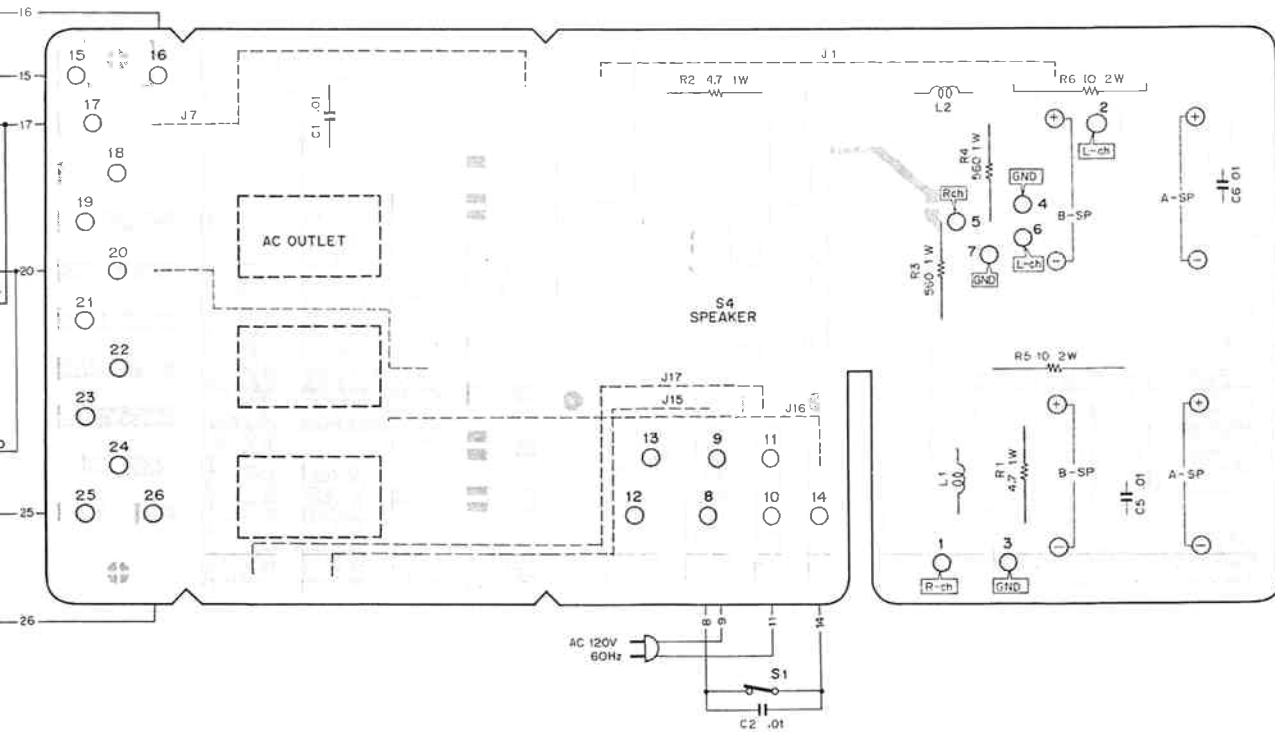 16
15 16
15
J1
R2 4.7 1W
R6 10 2W
L2
17
17
J7
C1 .01
+ 2 +
L-ch
18
R4
560 1W
GND
4
C6 .01
Rch
5
B-SP
A-SP
19
AC OUTLET
6
L-ch
7
GND
R3
560 1W
− −
20
20
S4
SPEAKER
21
22
R5 10 2W
J17
J15
J16
23
+ +
13 9 11
24
L1
R1
4.7 1W
B-SP
C5 .01
A-SP
25
25 26
12 8 10 14
− −
1 3
R-ch GND
26
8 9 11 14
AC 120V
60Hz
S1
C2 .01